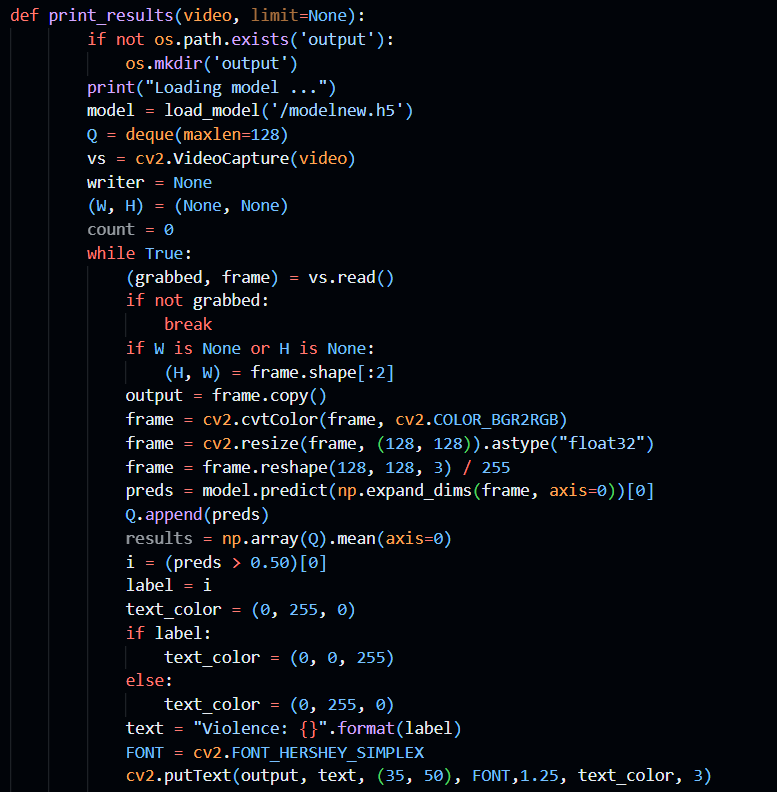 def print_results(video, limit=None):
        if not os.path.exists('output'):
            os.mkdir('output')
        print("Loading model ...")
        model = load_model('/modelnew.h5')
        Q = deque(maxlen=128)
        vs = cv2.VideoCapture(video)
        writer = None
        (W, H) = (None, None)
        count = 0
        while True:
            (grabbed, frame) = vs.read()
            if not grabbed:
                break
            if W is None or H is None:
                (H, W) = frame.shape[:2]
            output = frame.copy()
            frame = cv2.cvtColor(frame, cv2.COLOR_BGR2RGB)
            frame = cv2.resize(frame, (128, 128)).astype("float32")
            frame = frame.reshape(128, 128, 3) / 255
            preds = model.predict(np.expand_dims(frame, axis=0))[0]
            Q.append(preds)
            results = np.array(Q).mean(axis=0)
            i = (preds > 0.50)[0]
            label = i
            text_color = (0, 255, 0)
            if label:
                text_color = (0, 0, 255)
            else:
                text_color = (0, 255, 0)
            text = "Violence: {}".format(label)
            FONT = cv2.FONT_HERSHEY_SIMPLEX
            cv2.putText(output, text, (35, 50), FONT,1.25, text_color, 3)